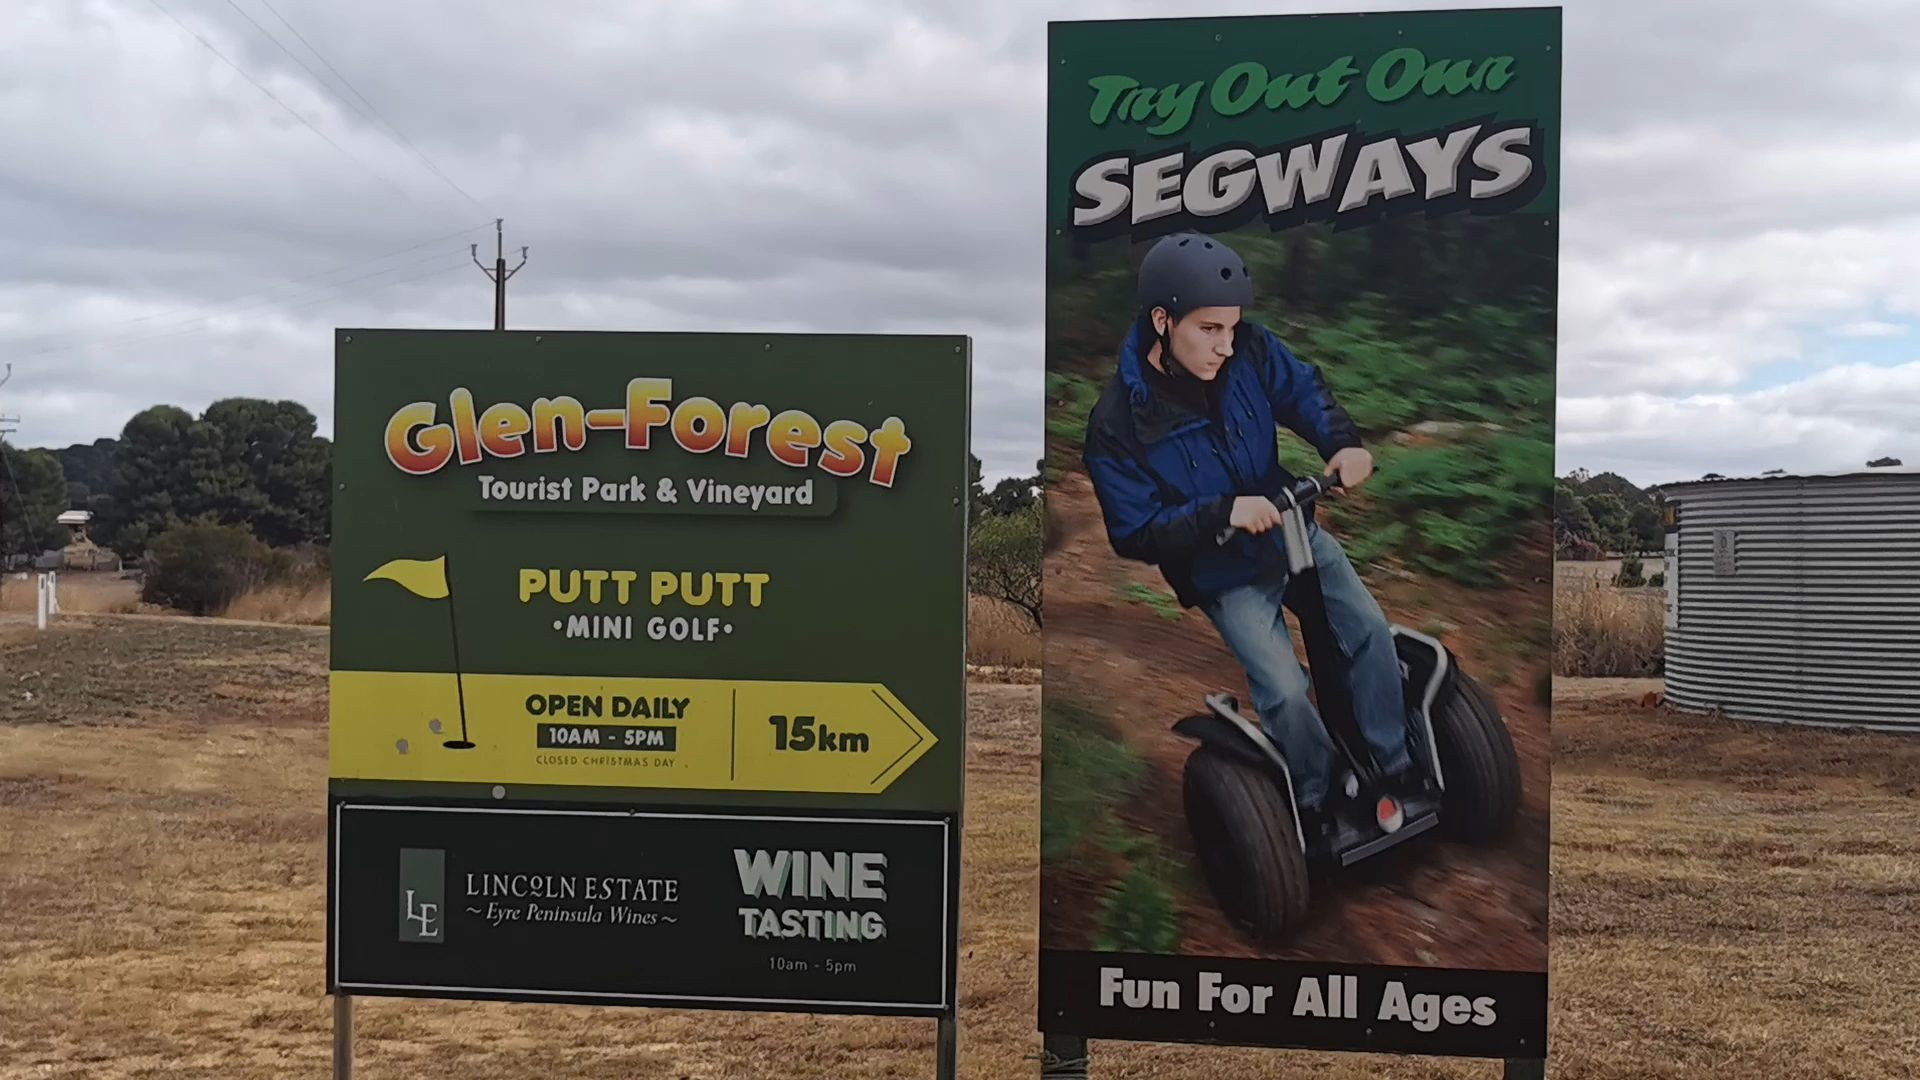 Glen-Forest
Tourist Park & Vineyard
PUTT PUTT
•MINI GOLF•
OPEN DAILY
10AM - 5PM
CLOSED CHRISTMAS DAY
15km
LE
LINCOLN ESTATE
~ Eyre Peninsula Wines ~
WINE
TASTING
10am - 5pm
Try Out Our
SEGWAYS
Fun For All Ages